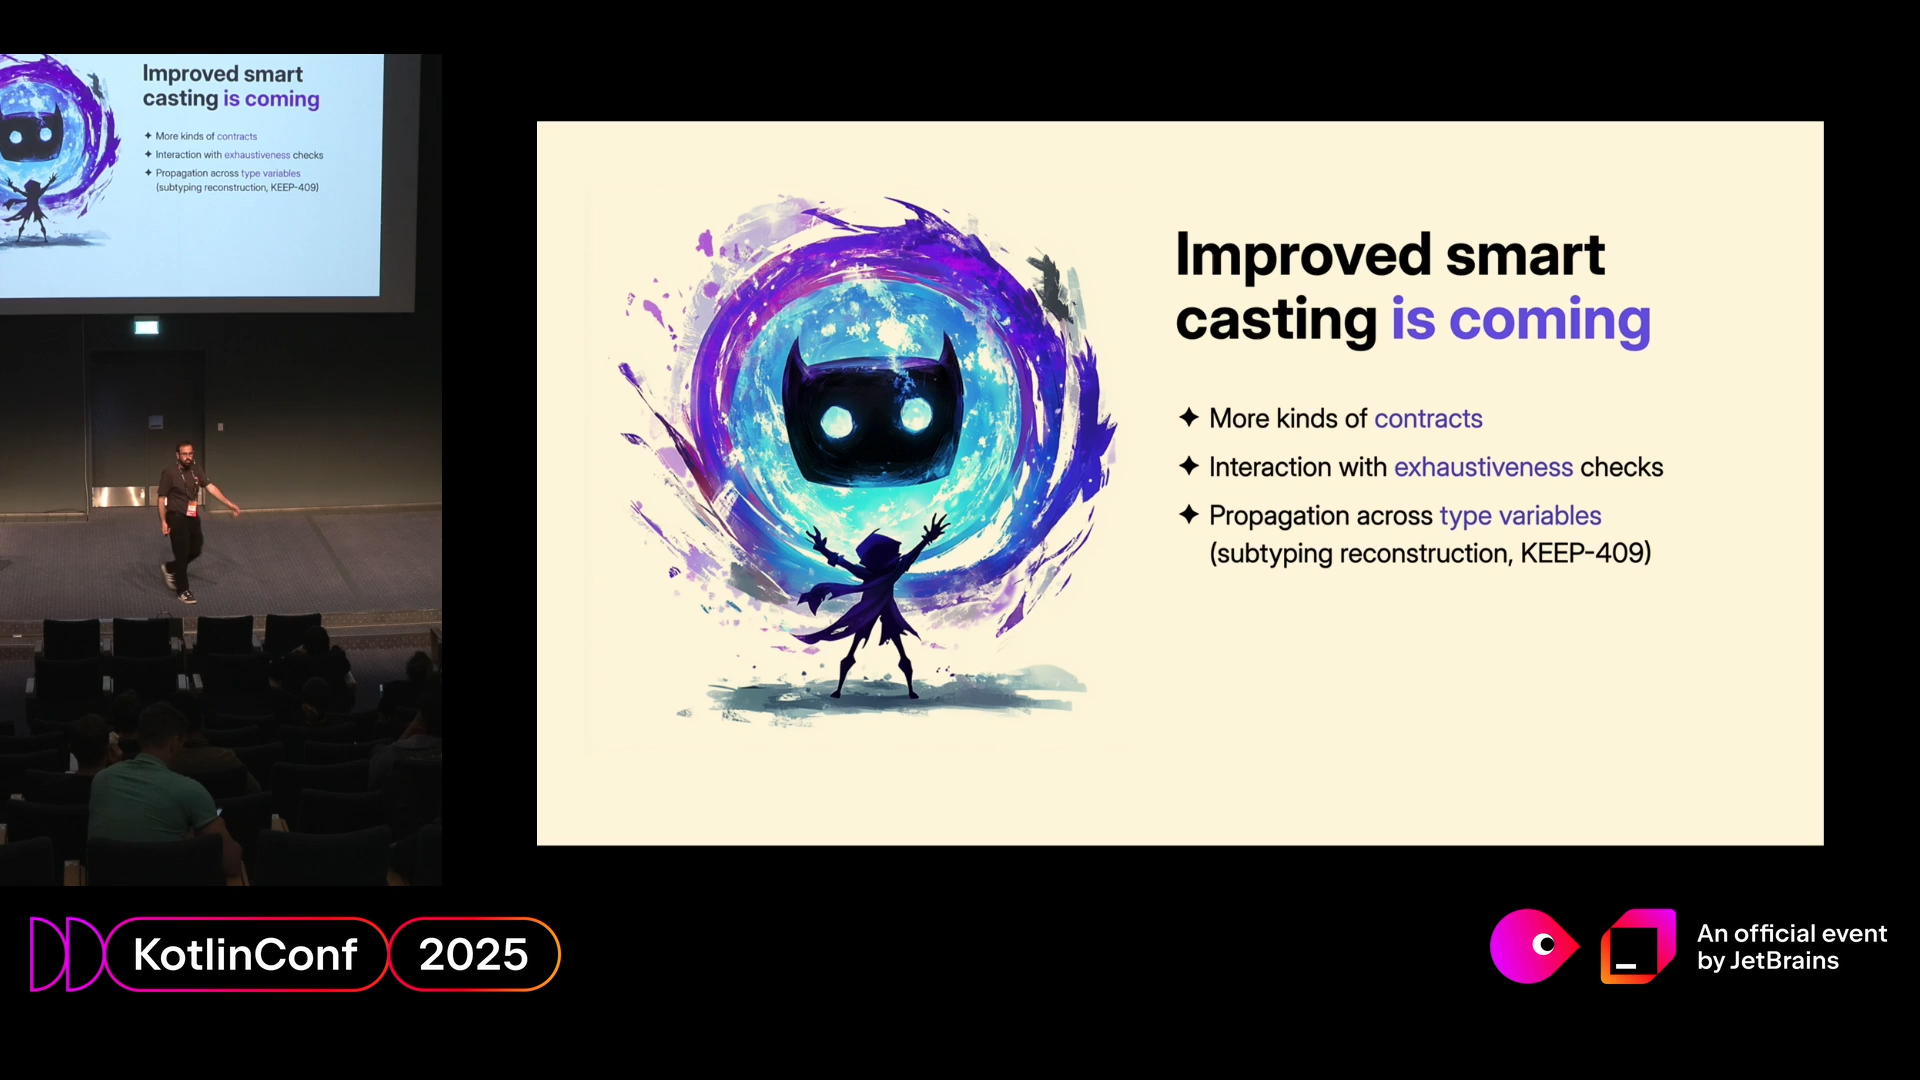 Improved smart
casting is coming
✦ More kinds of contracts
✦ Interaction with exhaustiveness checks
✦ Propagation across type variables
(subtyping reconstruction, KEEP-409)
Improved smart
casting is coming
✦ More kinds of contracts
✦ Interaction with exhaustiveness checks
✦ Propagation across type variables
(subtyping reconstruction, KEEP-409)
KotlinConf 2025
An official event
by JetBrains